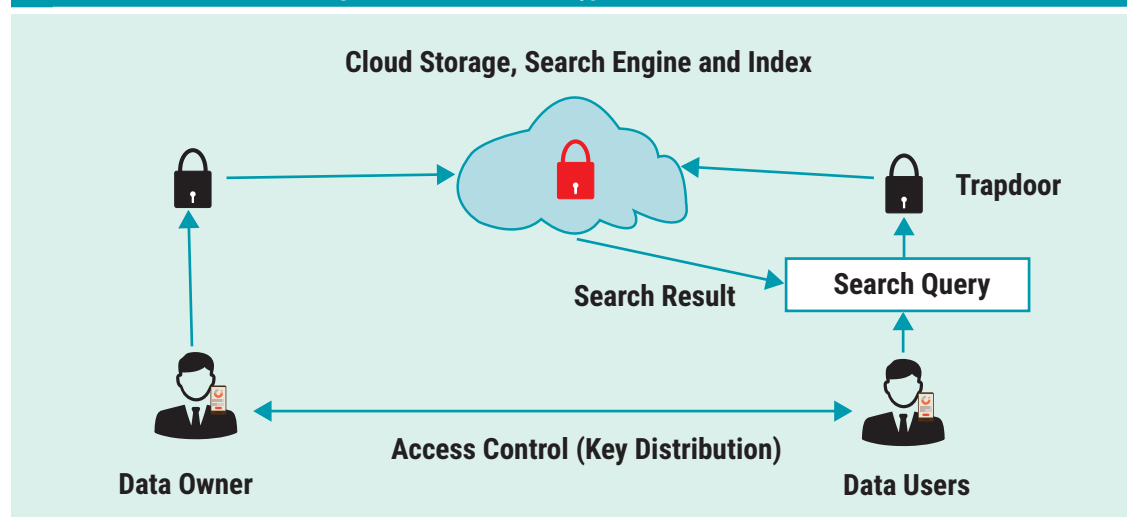 Cloud Storage, Search Engine and Index
Trapdoor
Search Query
Search Result
Access Control (Key Distribution)
Data Owner
Data Users